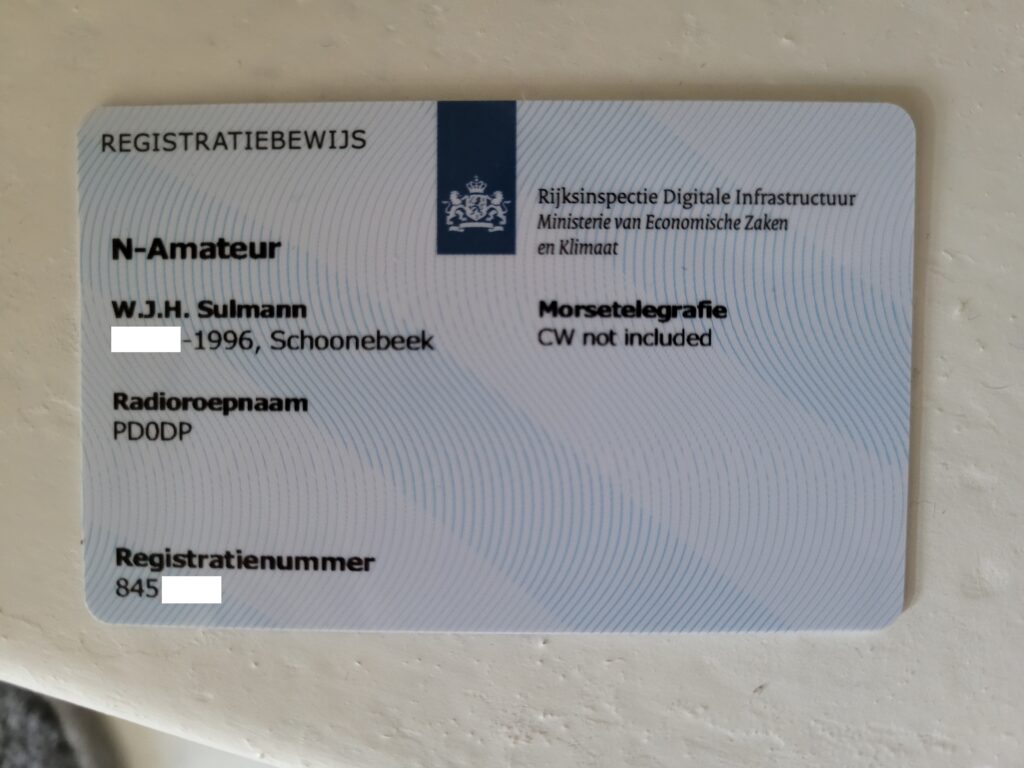 REGISTRATIEBEWIJS
Rijksinspectie Digitale Infrastructuur
Ministerie van Economische Zaken
en Klimaat
N-Amateur
W.J.H. Sulmann
-1996, Schoonebeek
Morsetelegrafie
CW not included
Radioroepnaam
PD0DP
Registratienummer
845